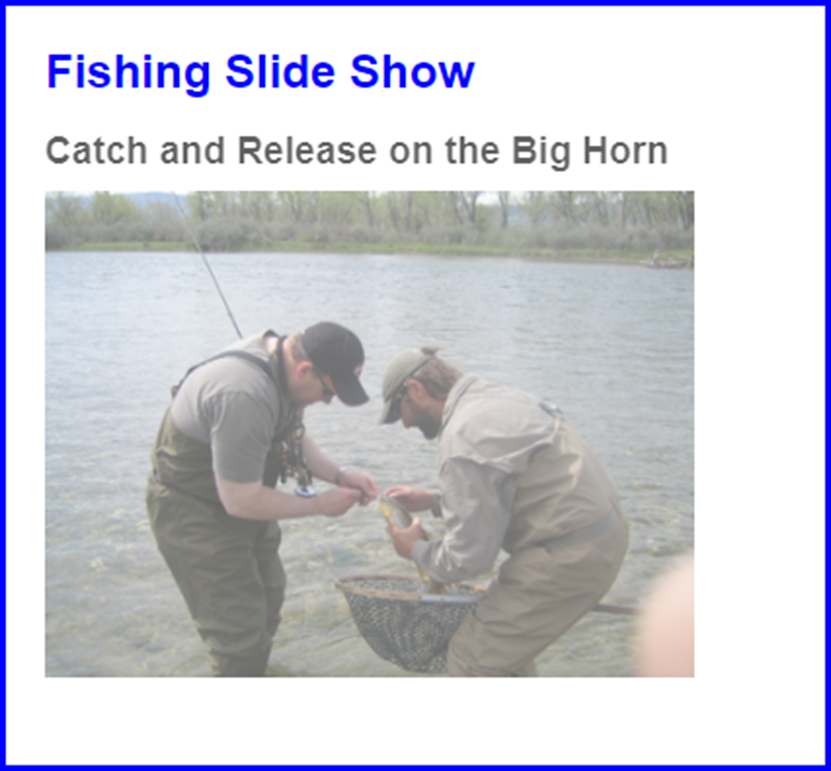 Fishing Slide Show
Catch and Release on the Big Horn